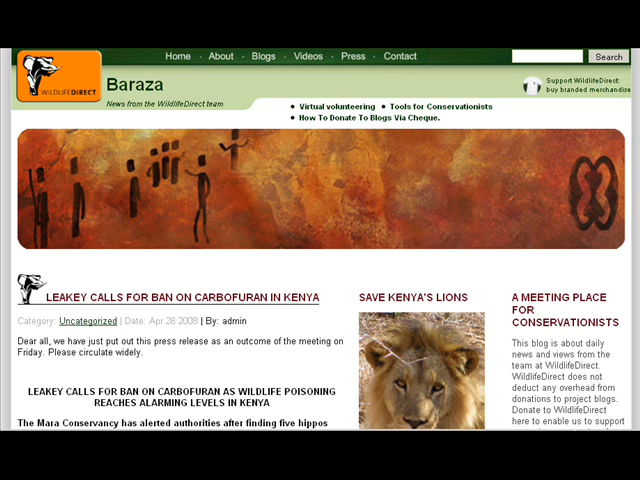 Home · About · Blogs · Videos · Press · Contact
Search
WILDLIFEDIRECT
Baraza
News from the WildlifeDirect team
Support WildlifeDirect:
buy branded merchandise
• Virtual volunteering • Tools for Conservationists
• How To Donate To Blogs Via Cheque.
LEAKEY CALLS FOR BAN ON CARBOFURAN IN KENYA
Category: Uncategorized | Date: Apr 28 2008 | By: admin
Dear all, we have just put out this press release as an outcome of the meeting on
Friday. Please circulate widely.
LEAKEY CALLS FOR BAN ON CARBOFURAN AS WILDLIFE POISONING
REACHES ALARMING LEVELS IN KENYA
The Mara Conservancy has alerted authorities after finding five hippos
SAVE KENYA'S LIONS
A MEETING PLACE
FOR
CONSERVATIONISTS
This blog is about daily
news and views from the
team at WildlifeDirect.
WildlifeDirect does not
deduct any overhead from
donations to project blogs.
Donate to WildlifeDirect
here to enable us to support